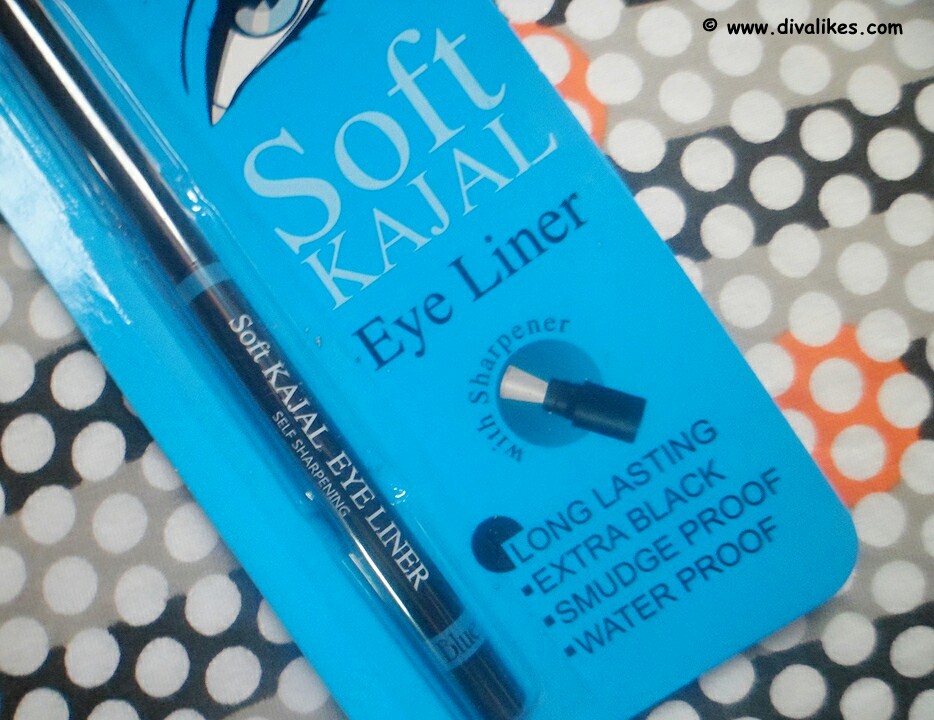 © www.divalikes.com
Soft
KAJAL
Eye Liner
with Sharpener
LONG LASTING
▪EXTRA BLACK
▪SMUDGE PROOF
▪WATER PROOF
Soft KAJAL EYE LINER
SELF SHARPENING
Blue